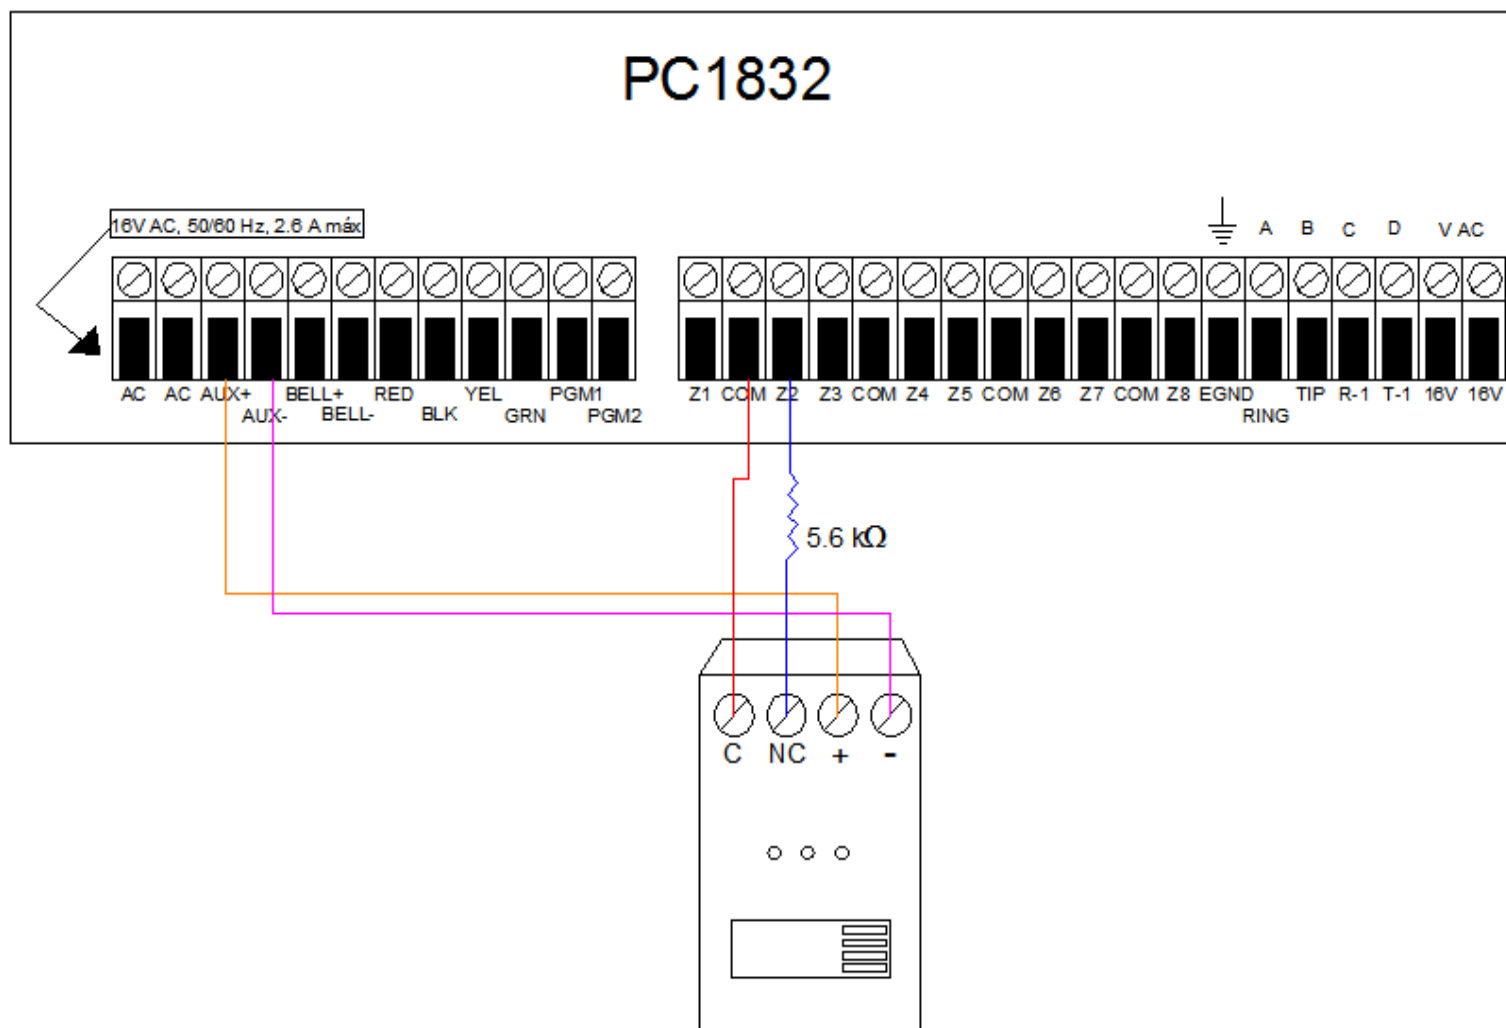 PC1832
16V AC, 50/60 Hz, 2.6 A máx
A B C D V AC
AC AC AUX+ BELL+ RED YEL PGM1
AUX- BELL- BLK GRN PGM2
Z1 COM Z2 Z3 COM Z4 Z5 COM Z6 Z7 COM Z8 EGND TIP R-1 T-1 16V 16V
RING
5.6 kΩ
C NC + -